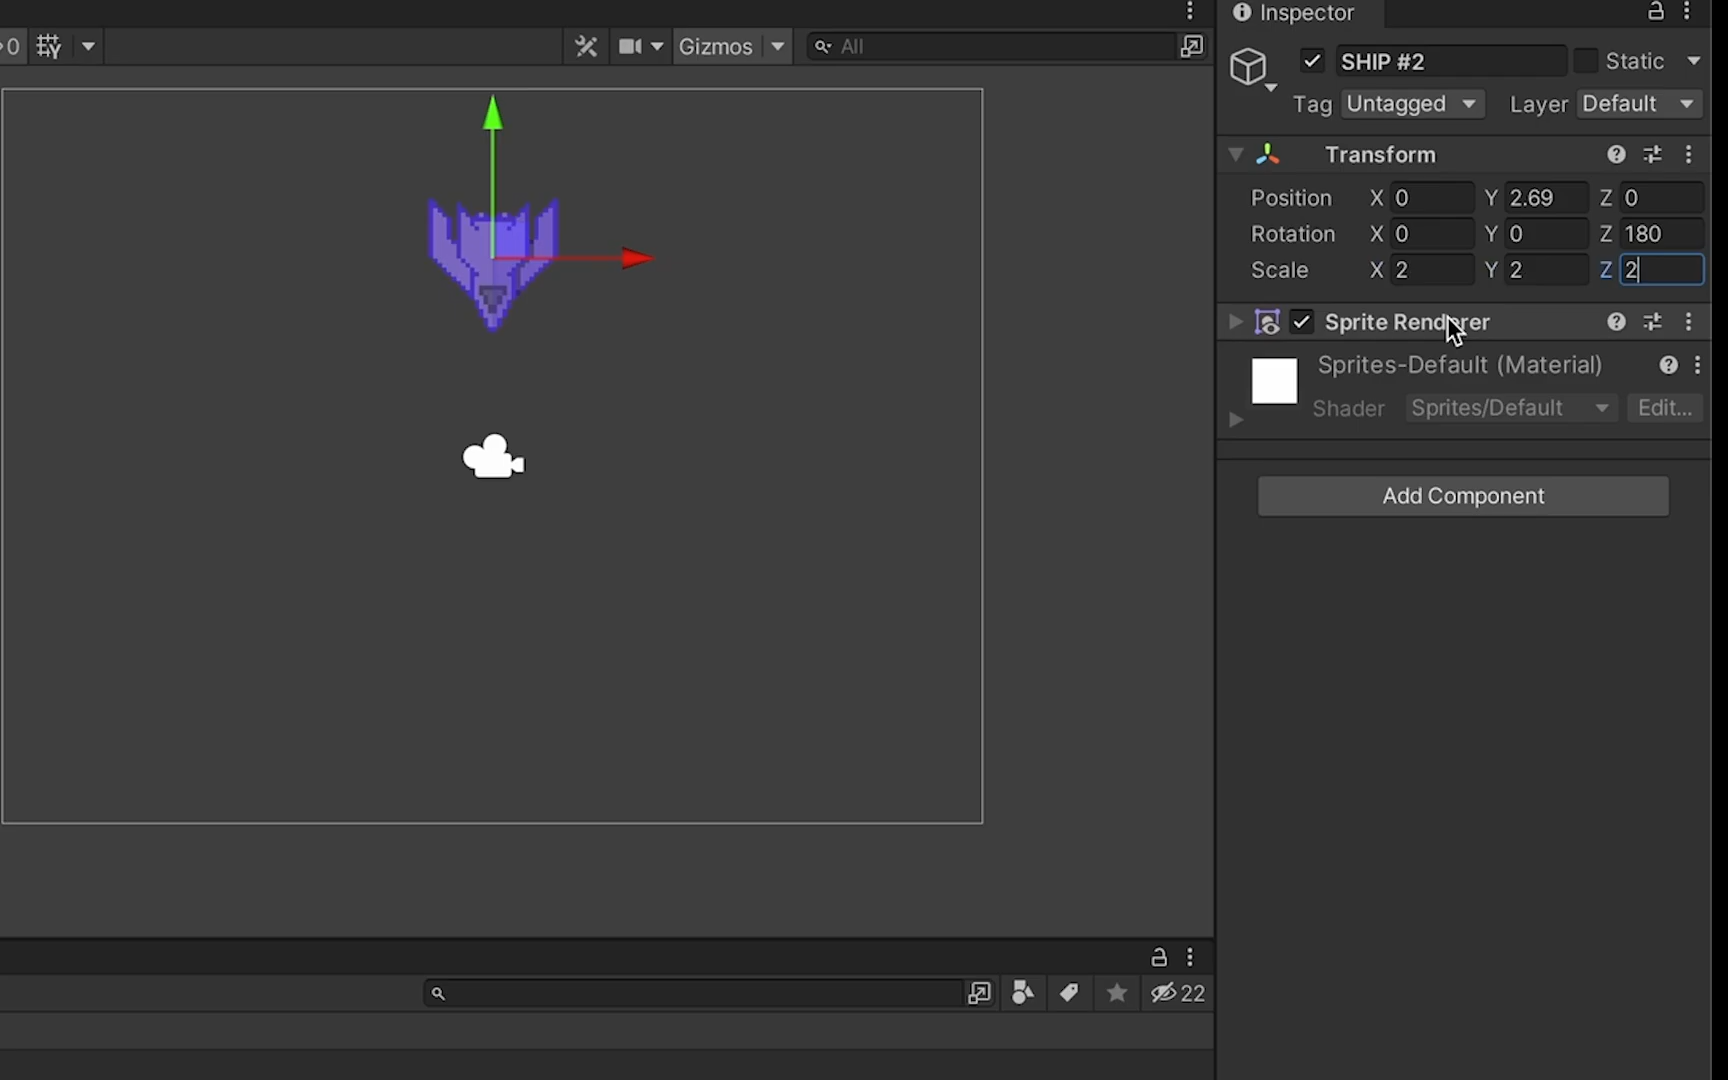 Inspector
0 Gizmos All
SHIP #2 Static
Tag Untagged Layer Default
Transform
Position X 0 Y 2.69 Z 0
Rotation X 0 Y 0 Z 180
Scale X 2 Y 2 Z 2
Sprite Renderer
Sprites-Default (Material)
Shader Sprites/Default Edit...
Add Component
22